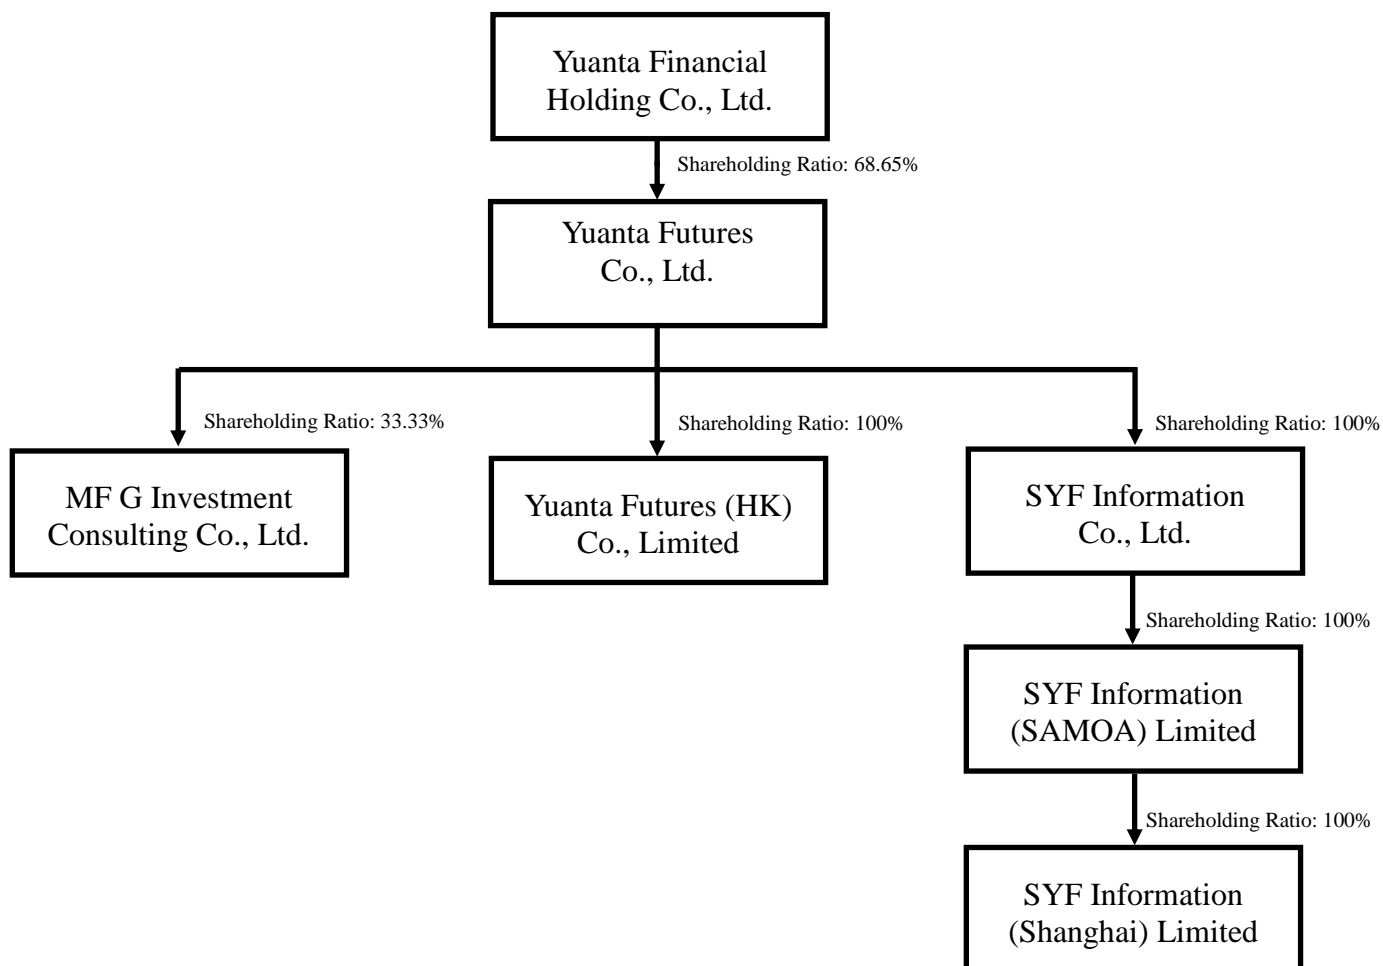 Yuanta Financial
Holding Co., Ltd.
Shareholding Ratio: 68.65%
Yuanta Futures
Co., Ltd.
Shareholding Ratio: 33.33%
Shareholding Ratio: 100%
Shareholding Ratio: 100%
MF G Investment
Consulting Co., Ltd.
Yuanta Futures (HK)
Co., Limited
SYF Information
Co., Ltd.
Shareholding Ratio: 100%
SYF Information
(SAMOA) Limited
Shareholding Ratio: 100%
SYF Information
(Shanghai) Limited